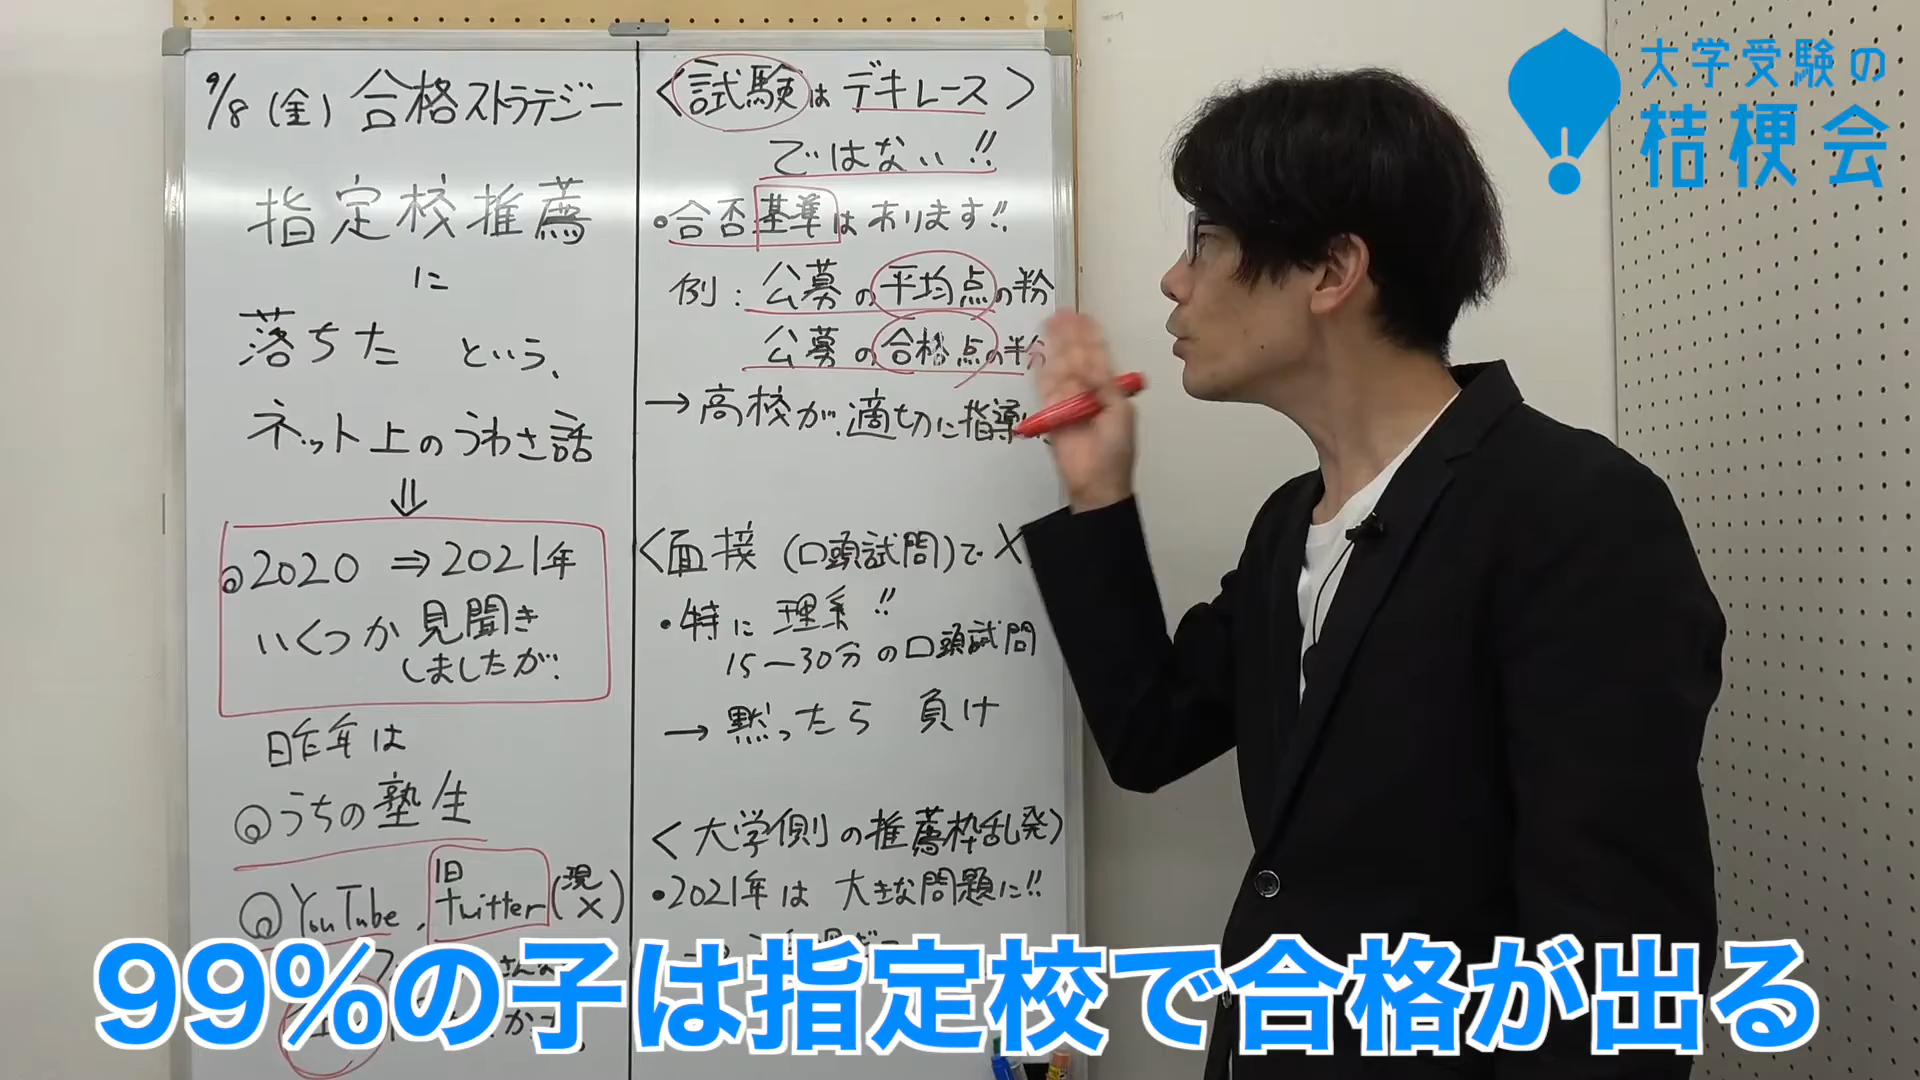 9/8(金) 合格ストラテジー
指定校推薦
に
落ちた という、
ネット上のうわさ話
⇓
◎2020 ⇒ 2021年
いくつか見聞き
しましたが、
昨年は
◎うちの塾生
◎YouTube、旧twitter(現X)
<試験はデキレース>
ではない!!
・合否基準はあります!!
例:公募の平均点の半分
公募の合格点の半分
→高校が、適切に指導
<面接(口頭試問)で×
・特に理系!!
15ー30分の口頭試問
→黙ったら負け
<大学側の推薦枠乱発>
・2021年は大きな問題に!!
大学受験の
桔梗会
99%の子は指定校で合格が出る